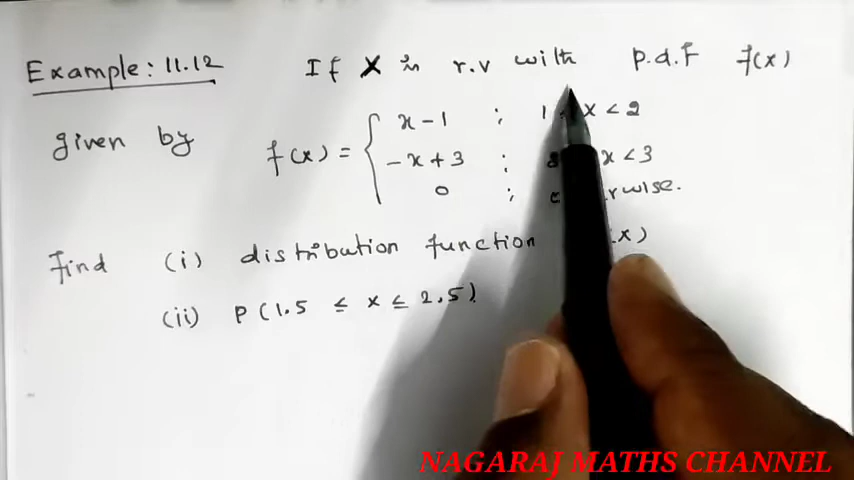 Example: 11.12 If X is r.v with p.d.f f(x)
given by f(x) = { x - 1 ; 1 x < 2
- x + 3 ; x < 3
0 ;
Find (i) distribution function x)
(ii) P(1.5 ≤ x ≤ 2.5)
NAGARAJ MATHS CHANNEL